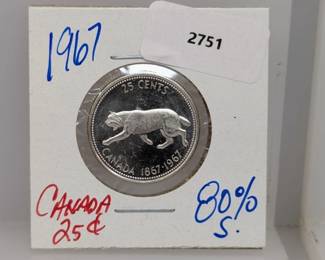 1967
2751
25 CENTS
CANADA 1867-1967
CANADA
25¢
80%
S.